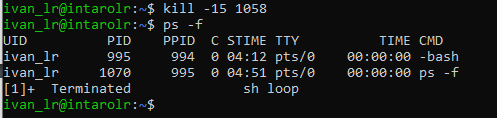 ivan_lr@intarolr:~$ kill -15 1058
ivan_lr@intarolr:~$ ps -f
UID          PID    PPID  C STIME TTY          TIME CMD
ivan_lr      995     994  0 04:12 pts/0    00:00:00 -bash
ivan_lr     1070     995  0 04:51 pts/0    00:00:00 ps -f
[1]+  Terminated              sh loop
ivan_lr@intarolr:~$